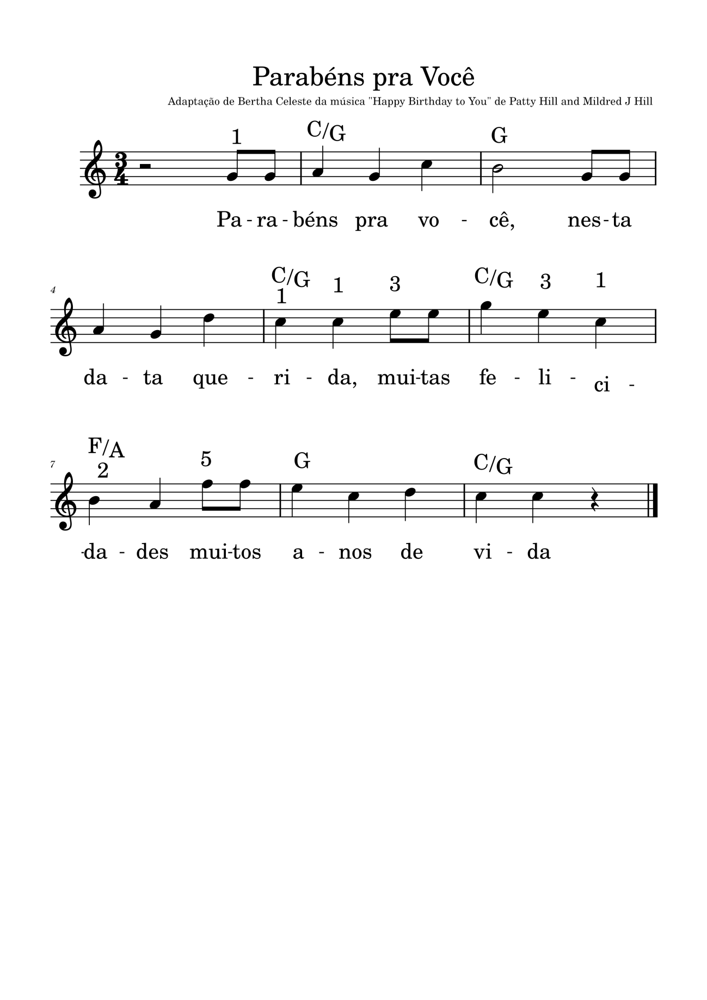 Parabéns pra Você
Adaptação de Bertha Celeste da música "Happy Birthday to You" de Patty Hill and Mildred J Hill
1 C/G G
3
4
Pa - ra - béns pra vo - cê, nes - ta
4
C/G 1 3 C/G 3 1
1
da - ta que - ri - da, mui - tas fe - li - ci -
7
F/A 5 G C/G
2
- da - des mui - tos a - nos de vi - da